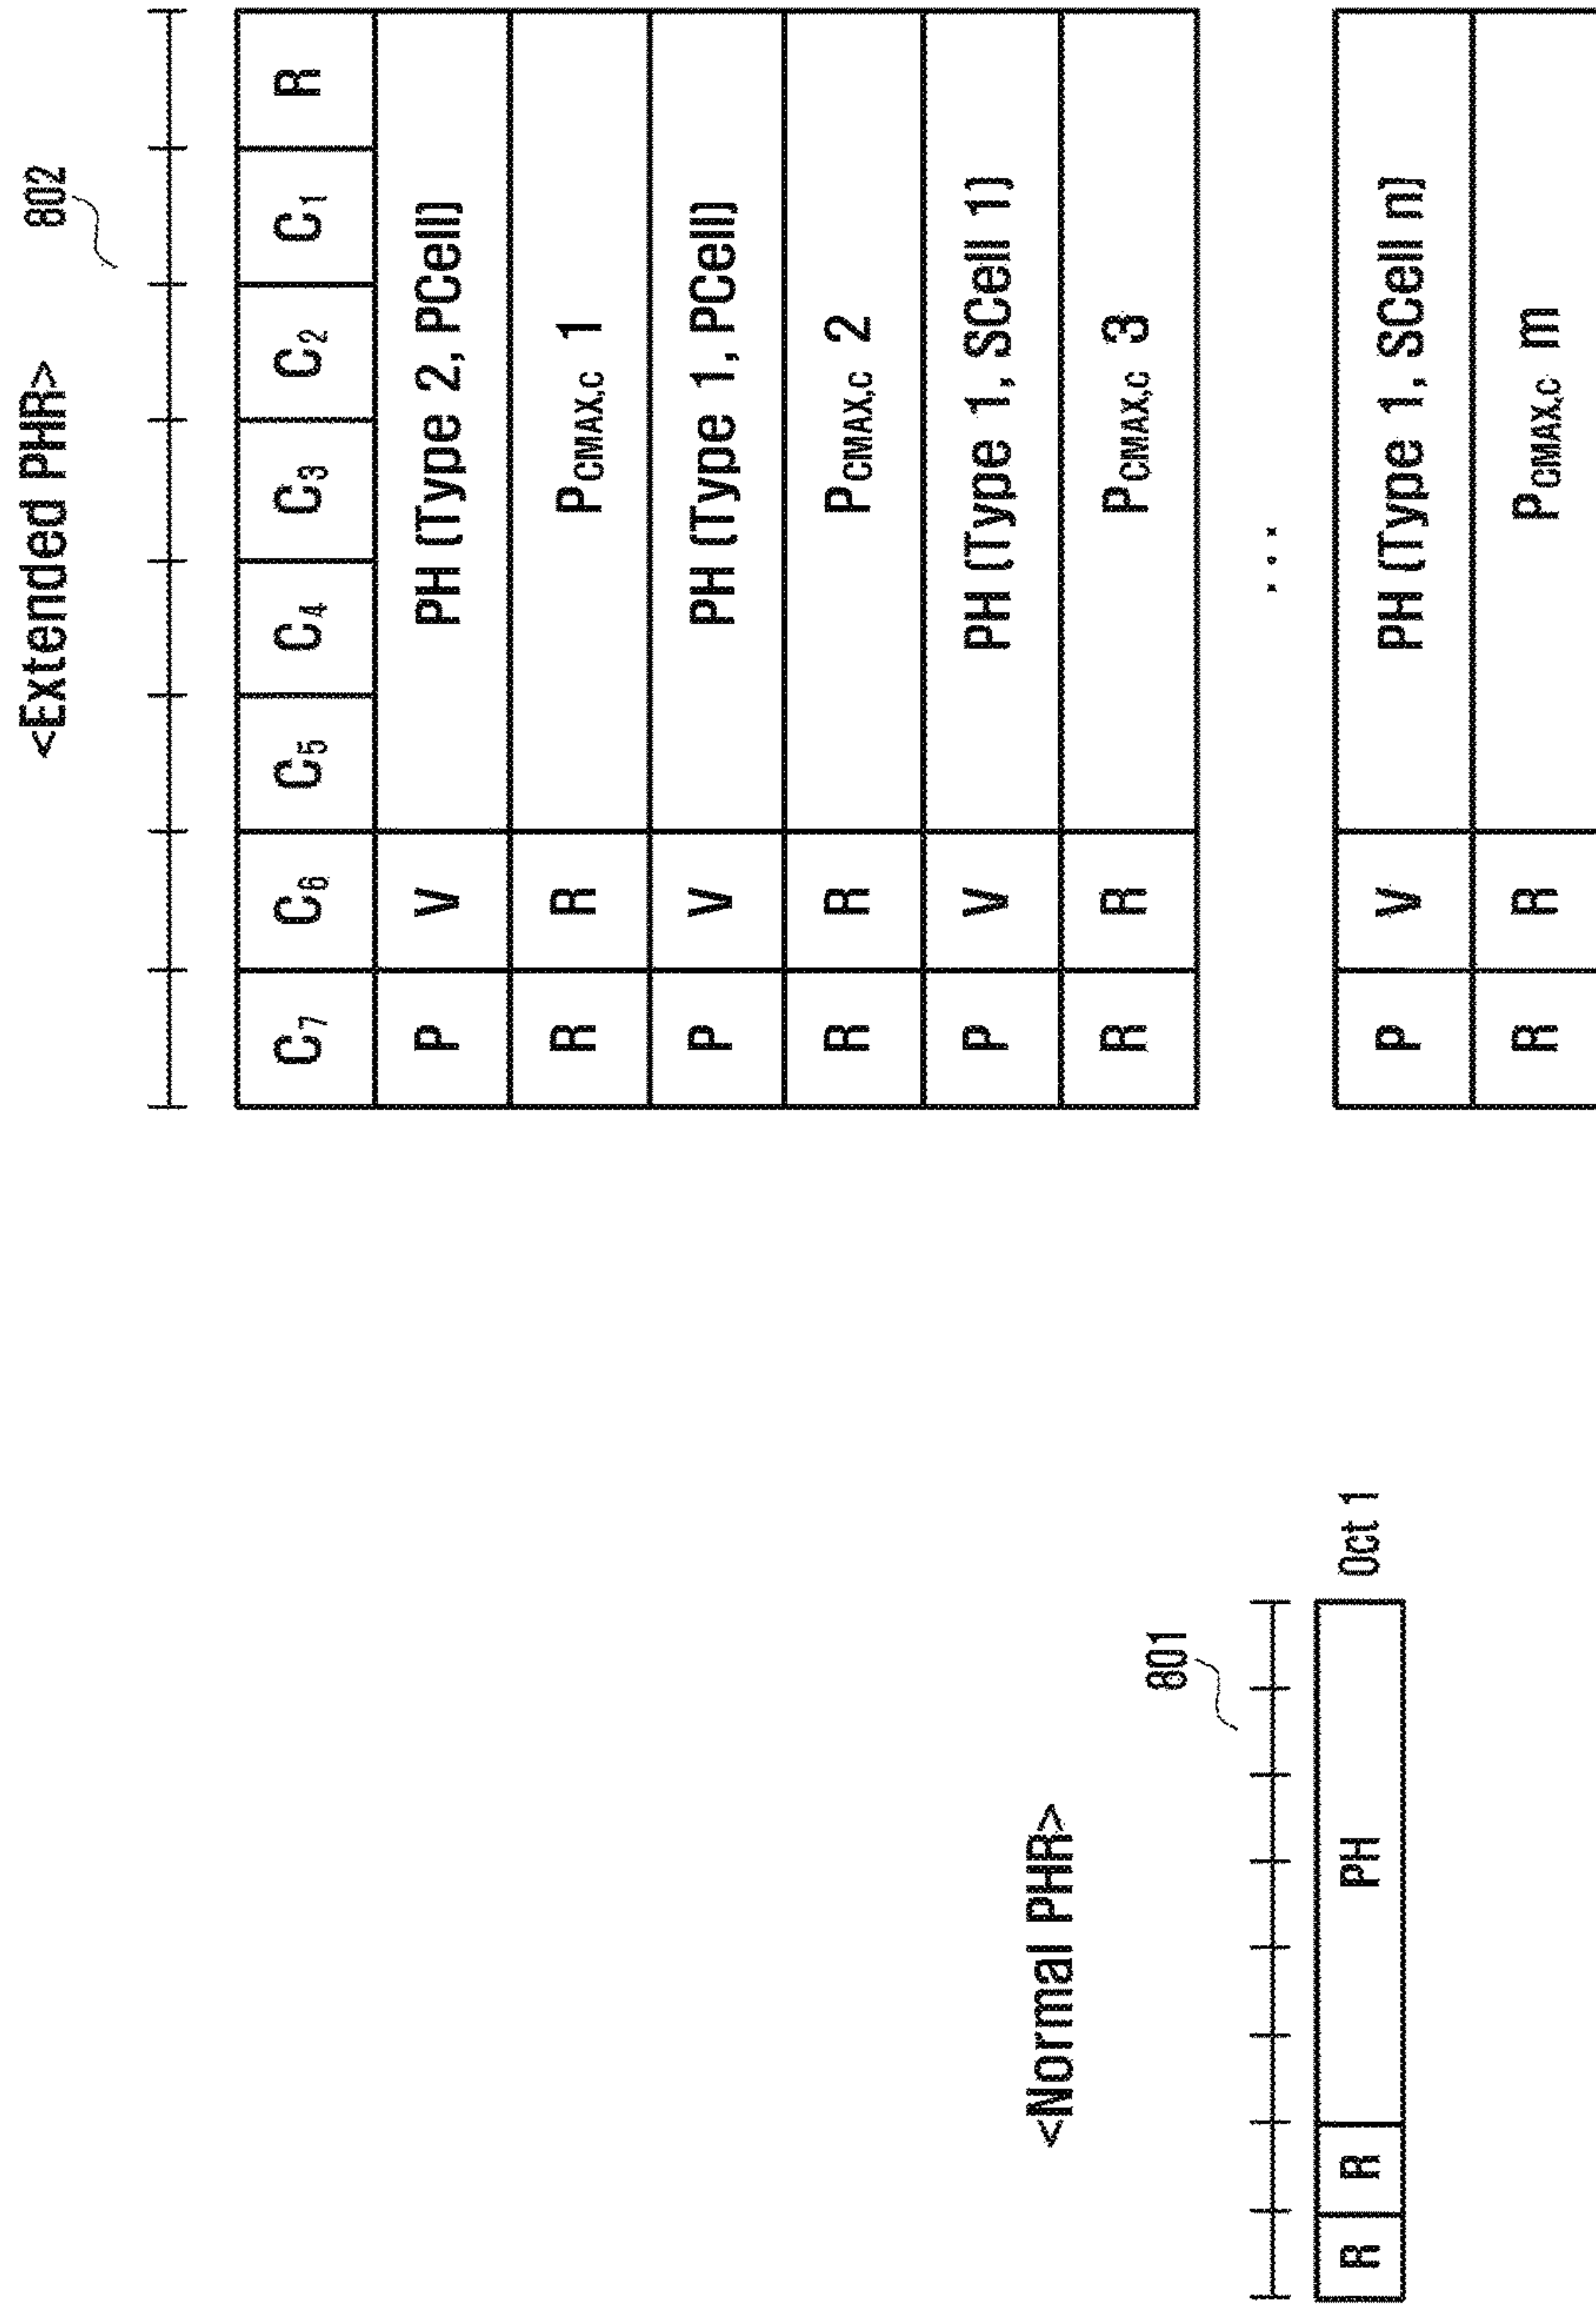 <Normal PHR>
801
R R PH Oct 1
<Extended PHR>
802
C7 C6 C5 C4 C3 C2 C1 R
P V PH (Type 2, PCell)
R R PCMAX,c 1
P V PH (Type 1, PCell)
R R PCMAX,c 2
P V PH (Type 1, SCell 1)
R R PCMAX,c 3
...
P V PH (Type 1, SCell n)
R R PCMAX,c m